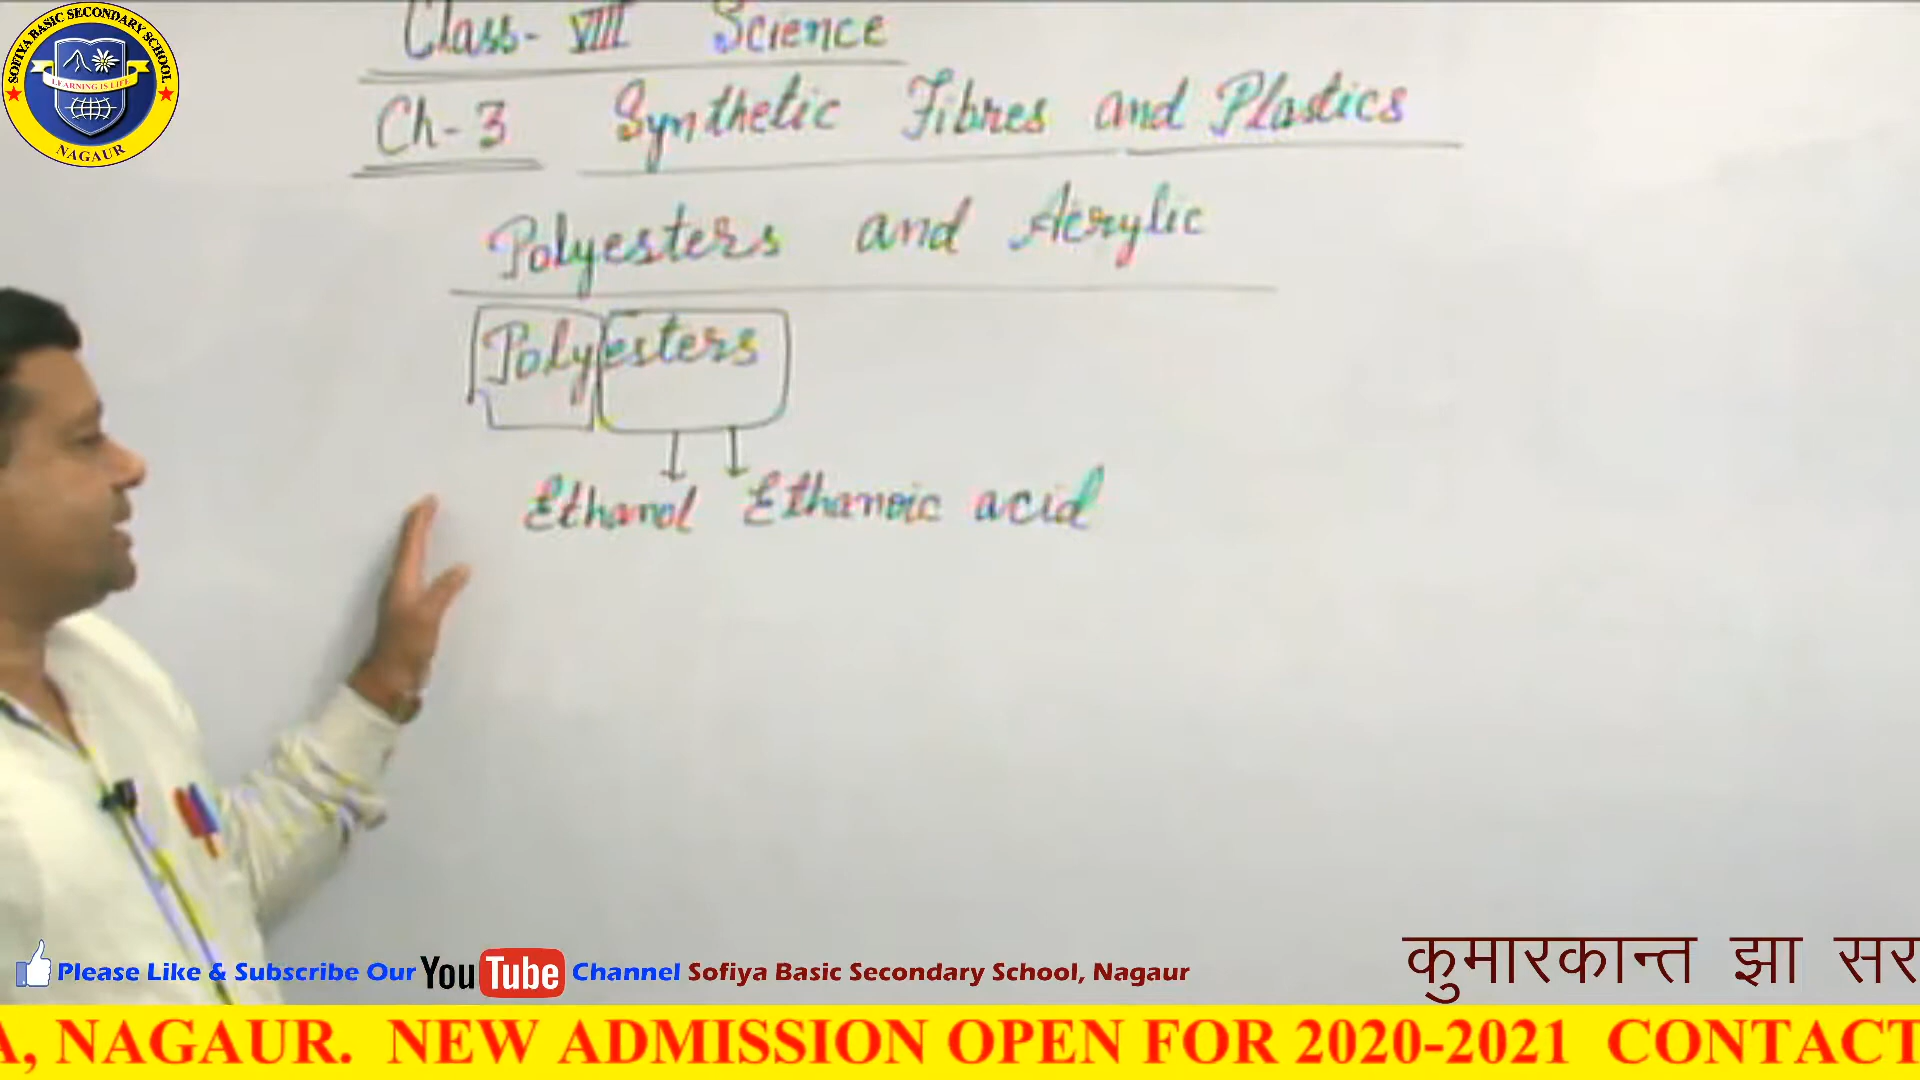 SOFIYA BASIC SECONDARY SCHOOL
LEARNING IS LIFE
NAGAUR
Class- VIII Science
Ch-3 Synthetic Fibres and Plastics
Polyesters and Acrylic
Polyesters
Ethanol Ethanoic acid
Please Like & Subscribe Our YouTube Channel Sofiya Basic Secondary School, Nagaur
कुमारकान्त झा सर
A, NAGAUR. NEW ADMISSION OPEN FOR 2020-2021 CONTACT